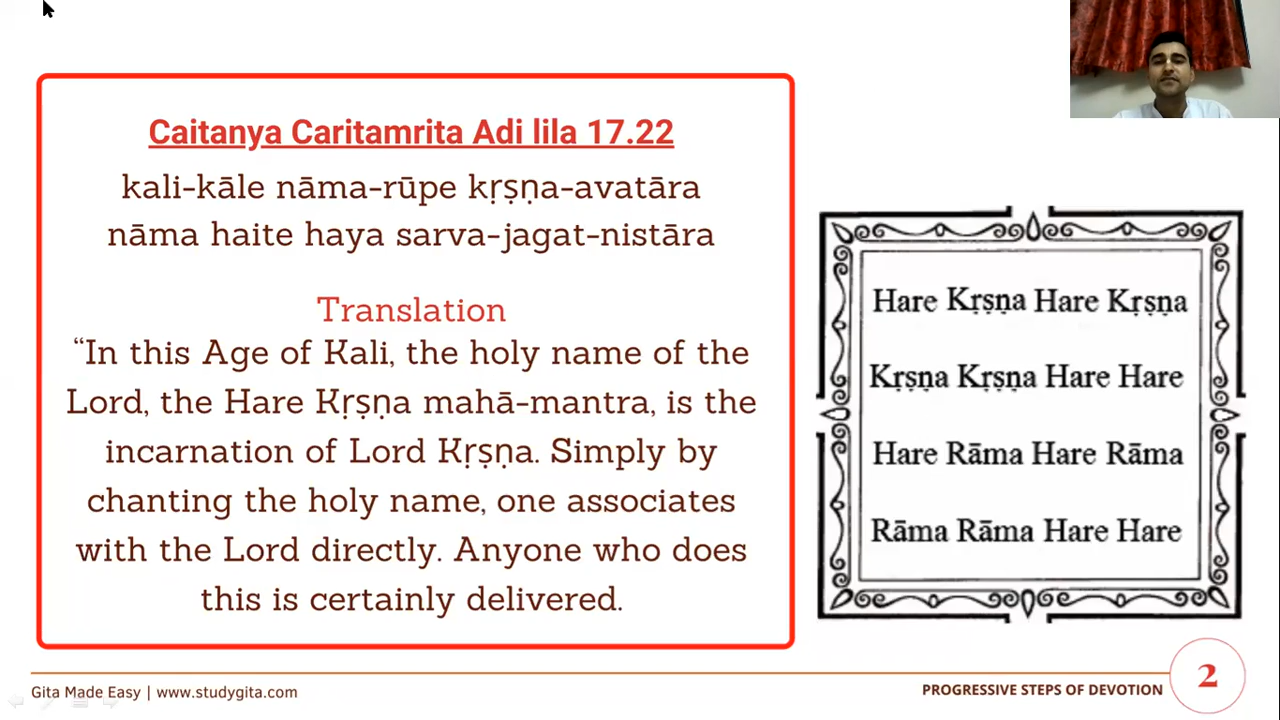 Caitanya Caritamrita Adi lila 17.22
kali-kāle nāma-rūpe kṛṣṇa-avatāra
nāma haite haya sarva-jagat-nistāra
Translation
“In this Age of Kali, the holy name of the
Lord, the Hare Kṛṣṇa mahā-mantra, is the
incarnation of Lord Kṛṣṇa. Simply by
chanting the holy name, one associates
with the Lord directly. Anyone who does
this is certainly delivered.
Hare Kṛṣṇa Hare Kṛṣṇa
Kṛṣṇa Kṛṣṇa Hare Hare
Hare Rāma Hare Rāma
Rāma Rāma Hare Hare
Gita Made Easy | www.studygita.com
PROGRESSIVE STEPS OF DEVOTION
2